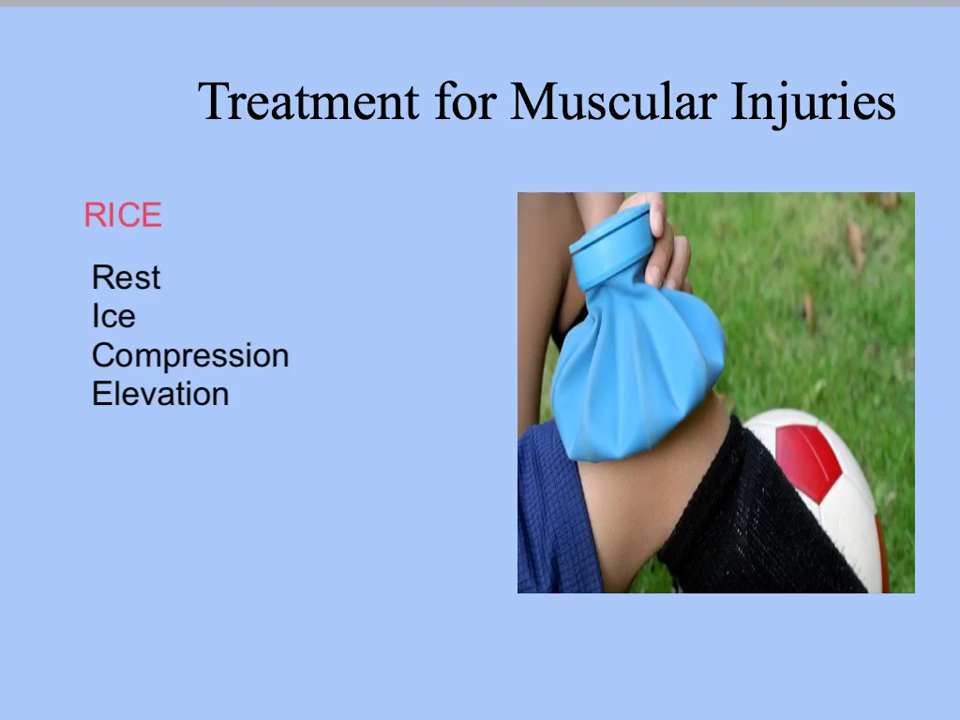 Treatment for Muscular Injuries
RICE
Rest
Ice
Compression
Elevation